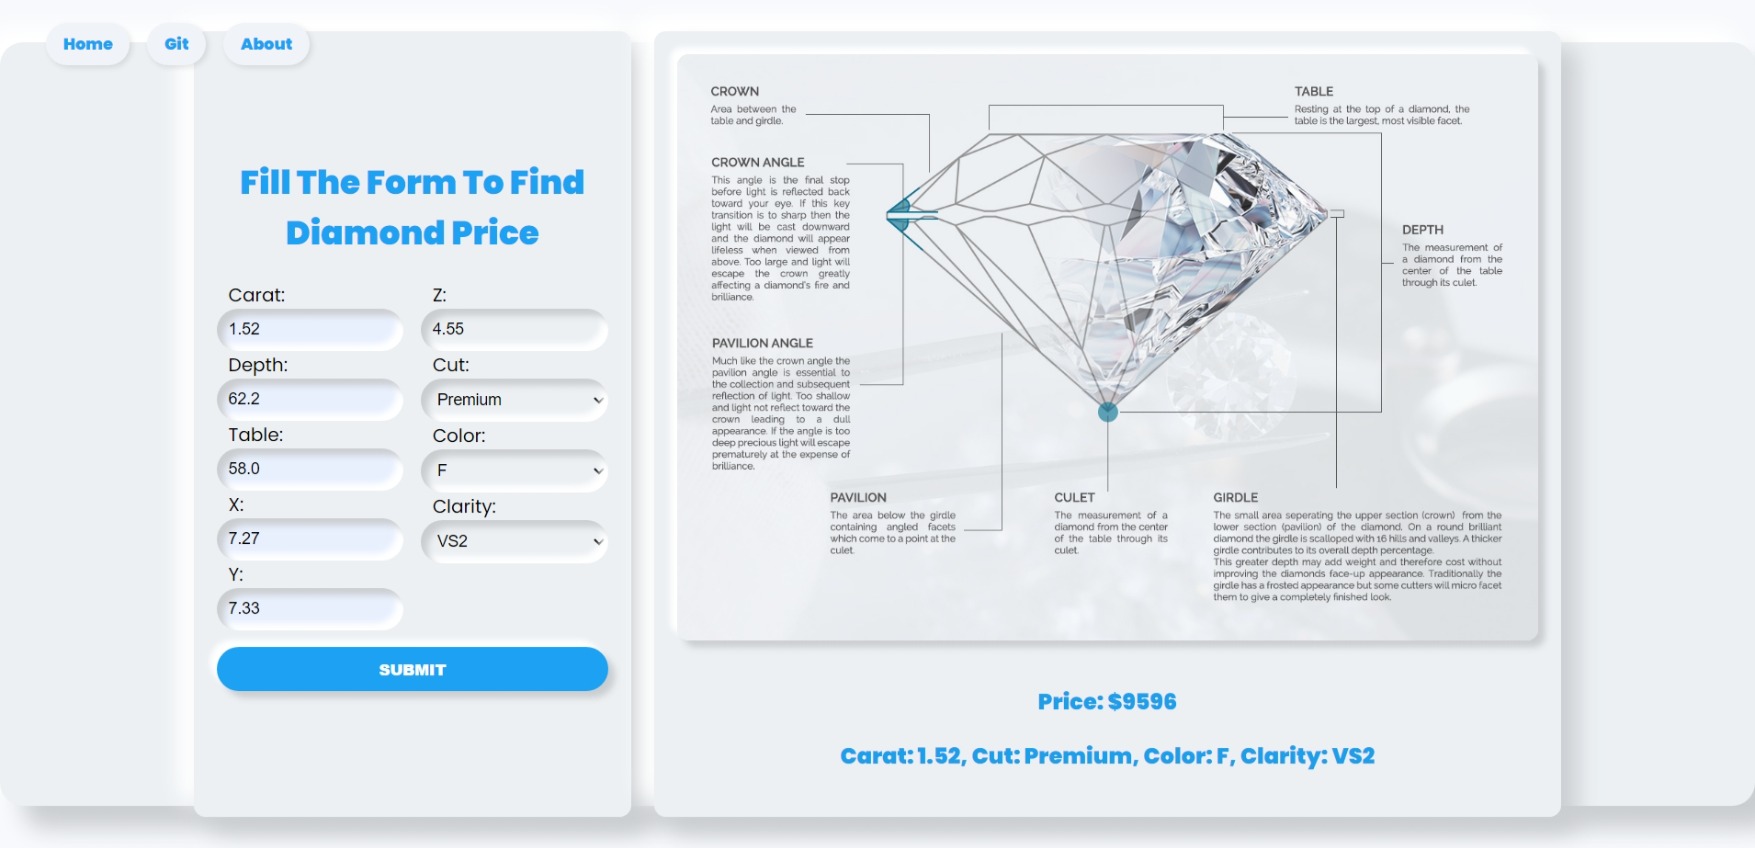 Home
Git
About
Fill The Form To Find
Diamond Price
Carat:
1.52
Depth:
62.2
Table:
58.0
X:
7.27
Y:
7.33
Z:
4.55
Cut:
Premium
Color:
F
Clarity:
VS2
SUBMIT
CROWN
Area between the
table and girdle.
CROWN ANGLE
This angle is the final stop
before light is reflected back
toward your eye. If this key
transition is to sharp then the
light will be cast downward
and the diamond will appear
lifeless when viewed from
above. Too large and light will
escape the crown greatly
affecting a diamond's fire and
brilliance.
PAVILION ANGLE
Much like the crown angle the
pavilion angle is essential to
the collection and subsequent
reflection of light. Too shallow
and light not reflect toward the
crown leading to a dull
appearance. If the angle is too
deep precious light will escape
prematurely at the expense of
brilliance.
TABLE
Resting at the top of a diamond, the
table is the largest, most visible facet.
DEPTH
The measurement of
a diamond from the
center of the table
through its culet.
PAVILION
The area below the girdle
containing angled facets
which come to a point at the
culet.
CULET
The measurement of a
diamond from the center
of the table through its
culet.
GIRDLE
The small area seperating the upper section (crown) from the
lower section (pavilion) of the diamond. On a round brilliant
diamond the girdle is scalloped with 16 hills and valleys. A thicker
girdle contributes to its overall depth percentage.
This greater depth may add weight and therefore cost without
improving the diamonds face-up appearance. Traditionally the
girdle has a frosted appearance but some cutters will micro facet
them to give a completely finished look.
Price: $9596
Carat: 1.52, Cut: Premium, Color: F, Clarity: VS2